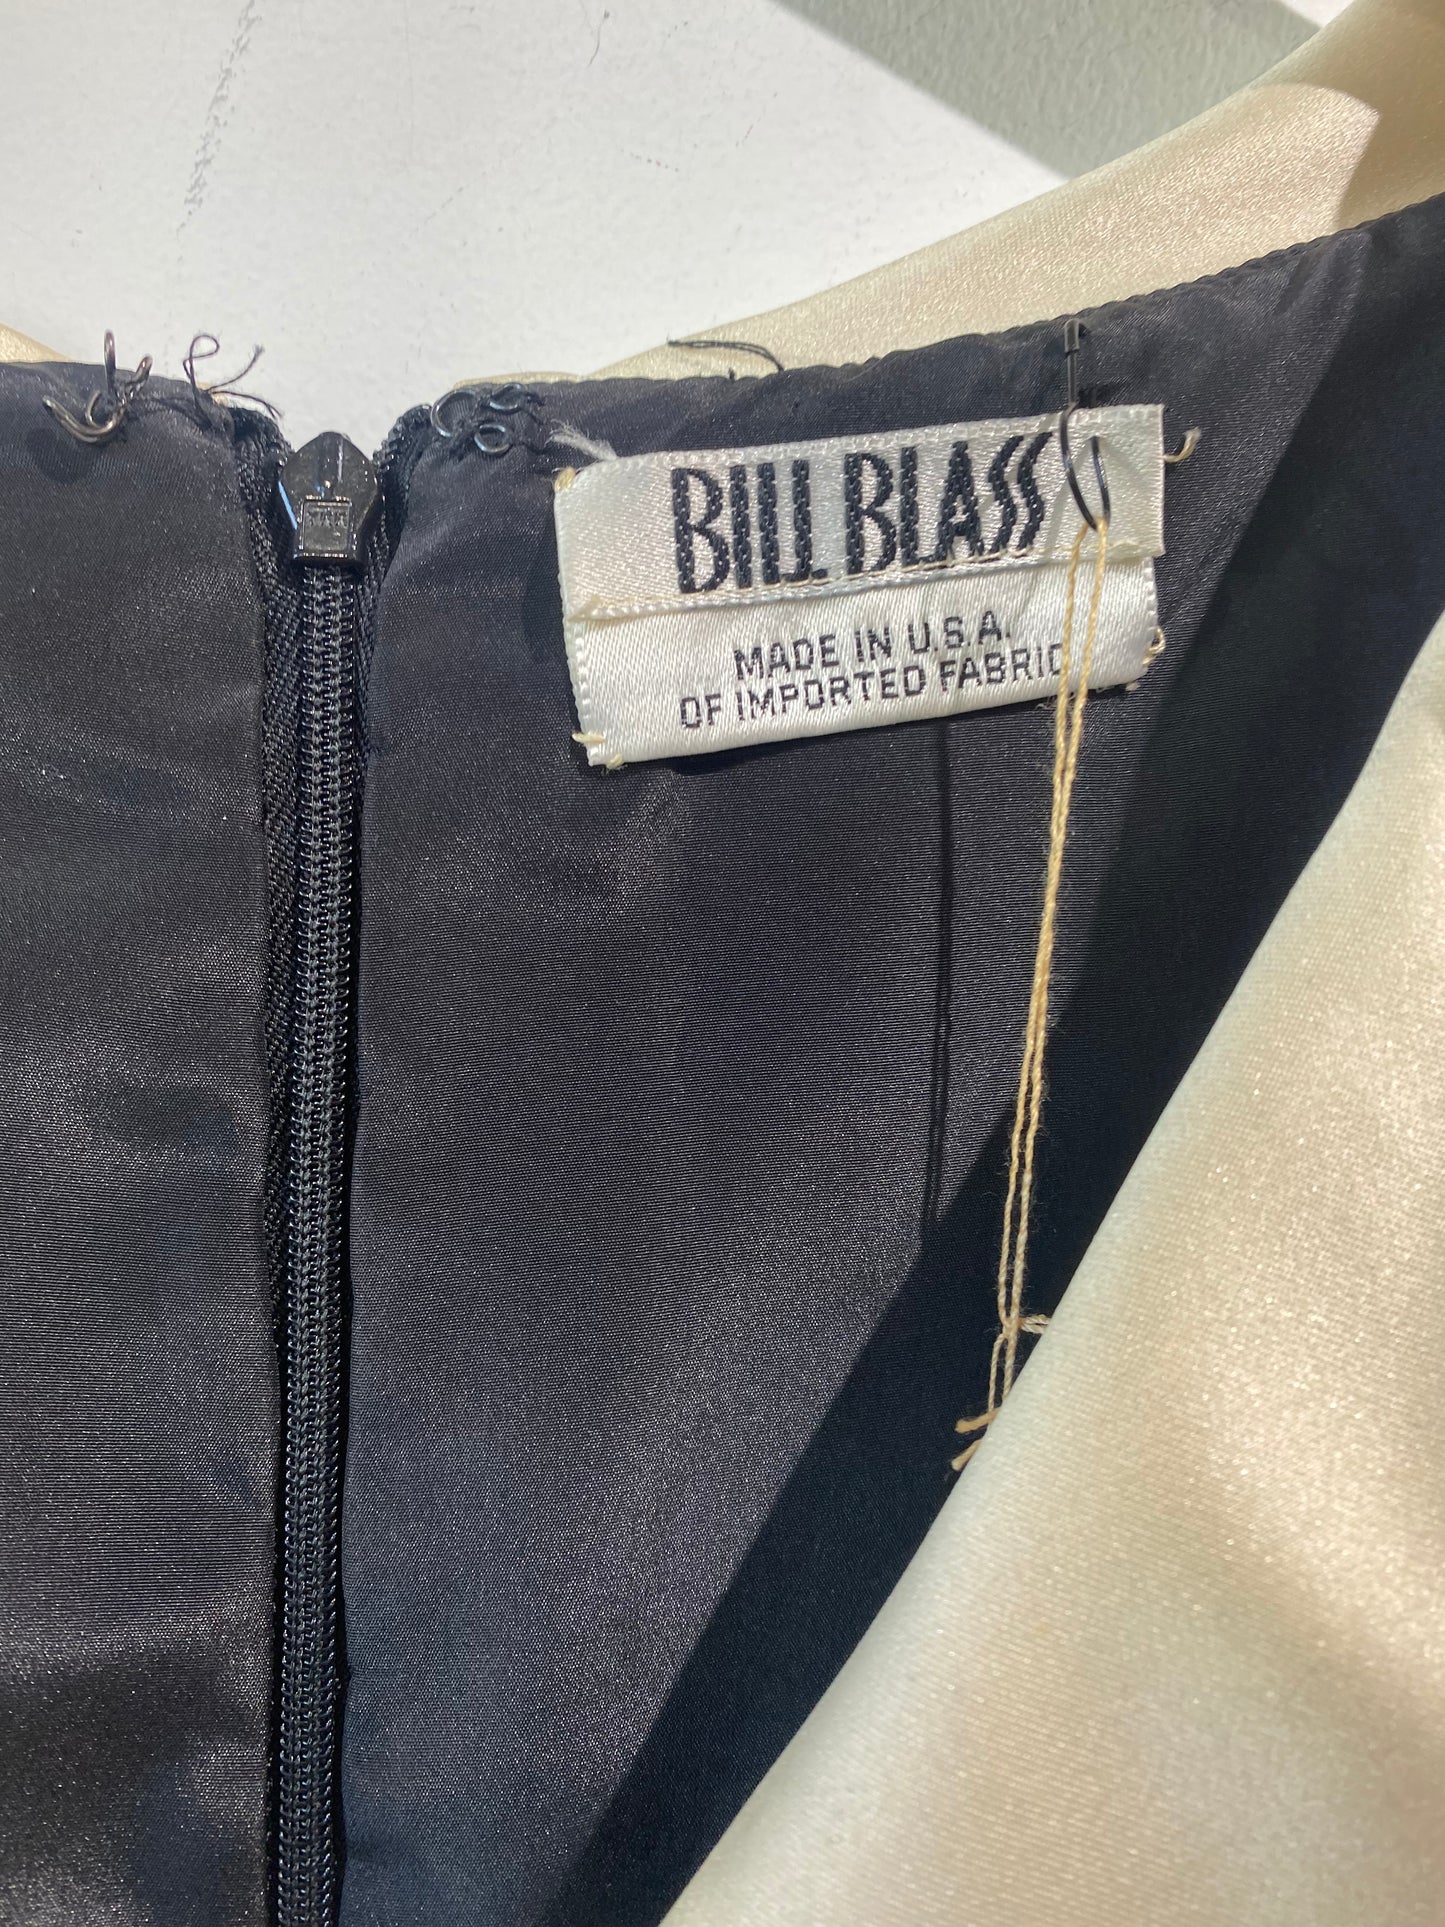 BILL BLASS
MADE IN U.S.A.
OF IMPORTED FABRIC